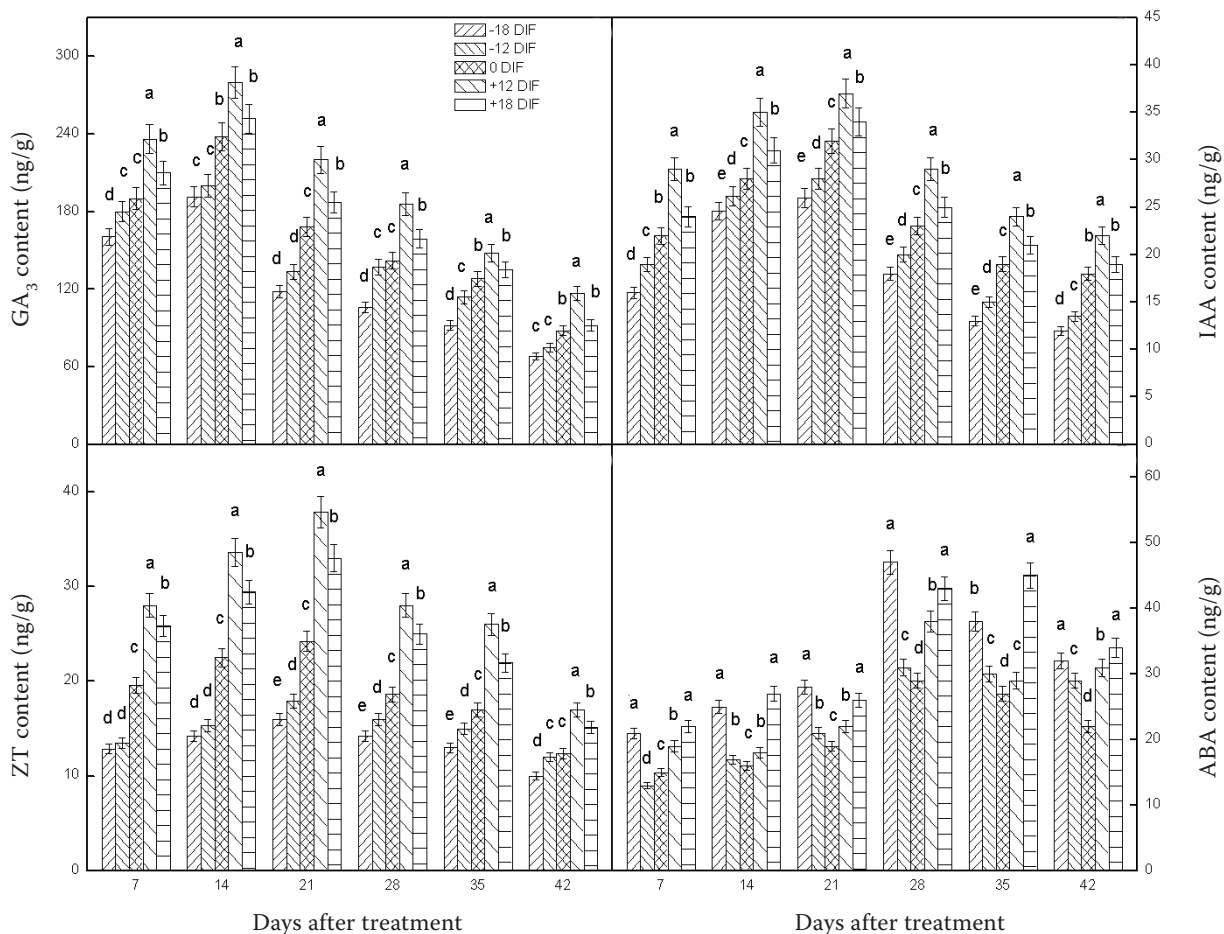 -18 DIF
-12 DIF
0 DIF
+12 DIF
+18 DIF
GA3 content (ng/g)
300
240
180
120
60
0
d c c a b
c c b a b
d d c a b
d c c a b
d c b a b
c c b a b
IAA content (ng/g)
45
40
35
30
25
20
15
10
5
0
d c b a b
e d c a b
e d c a b
e d c a b
e d c a b
d c b a b
ZT content (ng/g)
40
30
20
10
0
d d c a b
d d c a b
e d c a b
e d c a b
e d c a b
d c c a b
ABA content (ng/g)
60
50
40
30
20
10
0
a d c b a
a b c b a
a b c b a
a c d b a
b c d c a
a c d b a
7 14 21 28 35 42
7 14 21 28 35 42
Days after treatment
Days after treatment